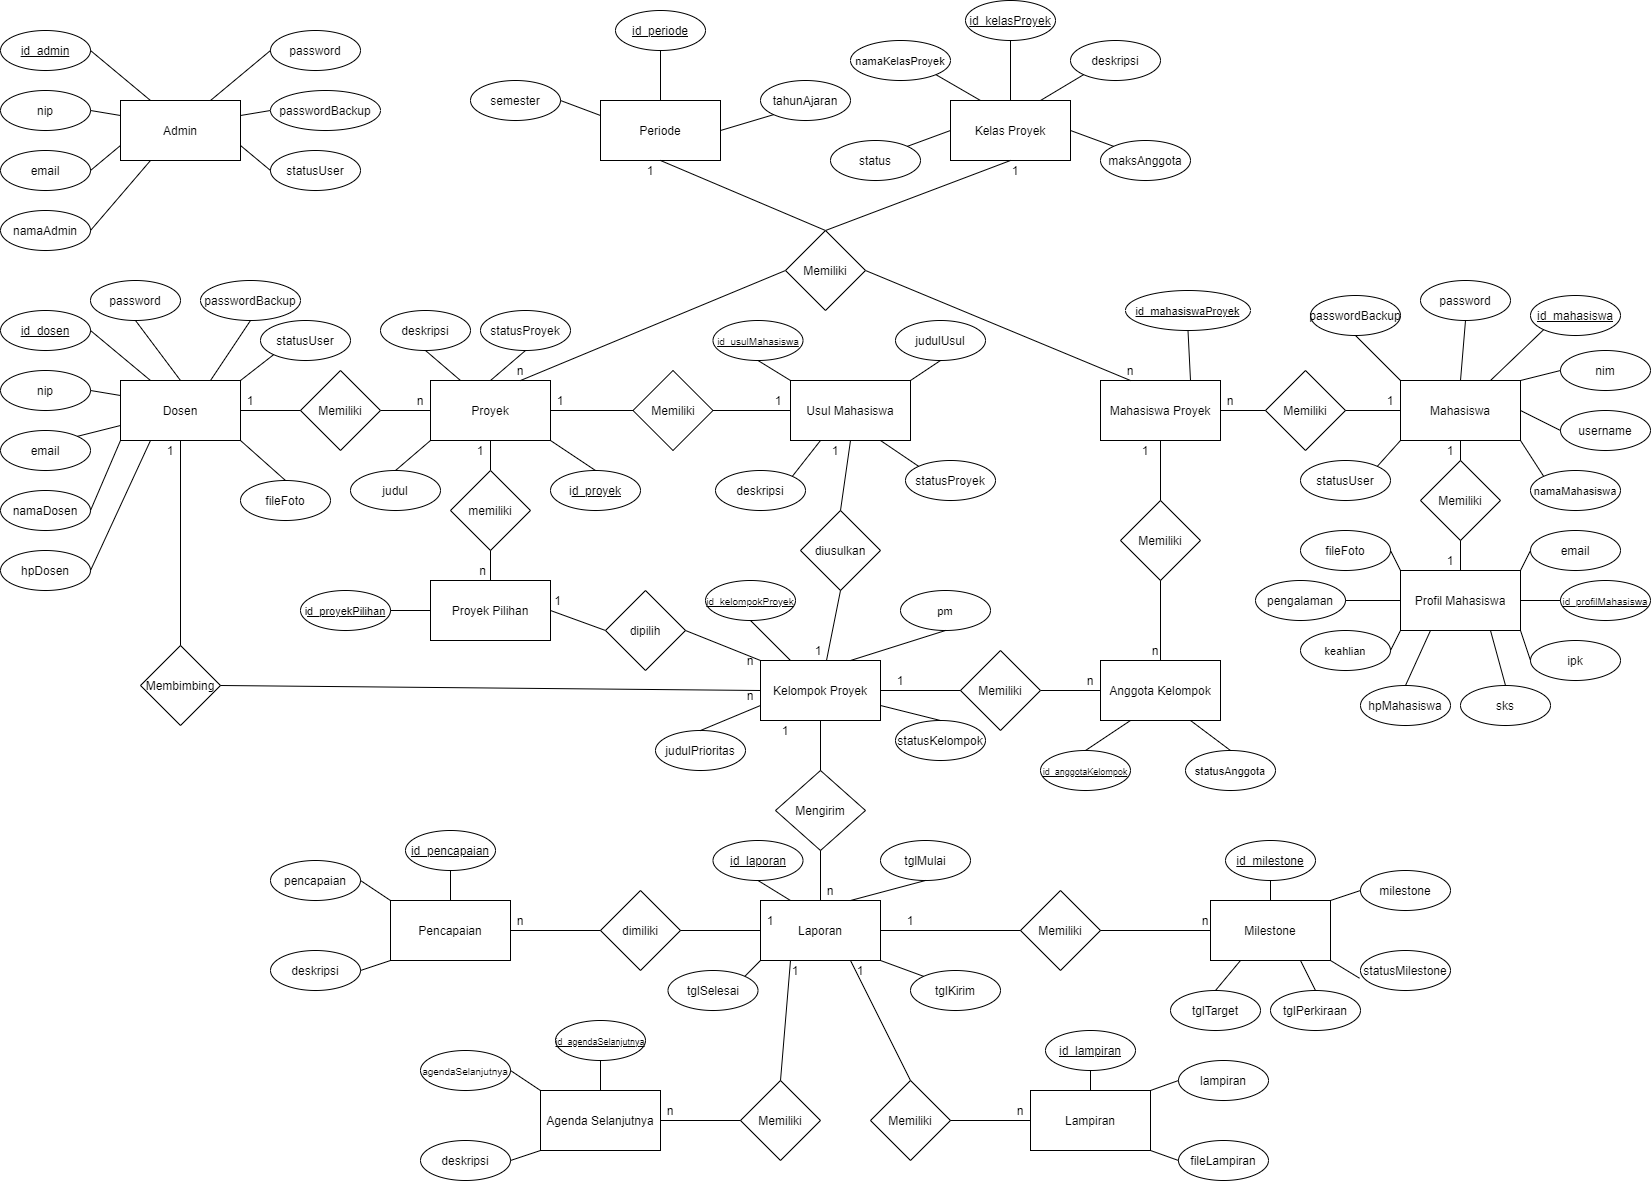 id_kelasProyek
id_periode
id_admin
password
namaKelasProyek
deskripsi
semester
tahunAjaran
nip
passwordBackup
Admin
Periode
Kelas Proyek
email
statusUser
status
maksAnggota
1
1
namaAdmin
Memiliki
password
passwordBackup
id_mahasiswaProyek
passwordBackup
password
id_mahasiswa
id_dosen
statusUser
deskripsi
statusProyek
id_usulMahasiswa
judulUsul
n
n
nim
nip
1
n
1
1
n
1
Dosen
Memiliki
Proyek
Memiliki
Usul Mahasiswa
Mahasiswa Proyek
Memiliki
Mahasiswa
username
email
1
1
1
1
1
statusUser
namaMahasiswa
judul
id_proyek
deskripsi
statusProyek
fileFoto
Memiliki
namaDosen
memiliki
diusulkan
Memiliki
fileFoto
email
1
hpDosen
n
id_proyekPilihan
Proyek Pilihan
1
id_kelompokProyek
pm
pengalaman
Profil Mahasiswa
id_profilMahasiswa
dipilih
n
1
n
keahlian
ipk
Membimbing
n
Kelompok Proyek
1
Memiliki
n
Anggota Kelompok
hpMahasiswa
sks
1
judulPrioritas
statusKelompok
id_anggotaKelompok
statusAnggota
Mengirim
id_pencapaian
id_laporan
tglMulai
id_milestone
pencapaian
n
milestone
Pencapaian
n
dimiliki
1
Laporan
1
Memiliki
n
Milestone
deskripsi
1
1
statusMilestone
tglSelesai
tglKirim
tglTarget
tglPerkiraan
id_agendaSelanjutnya
id_lampiran
agendaSelanjutnya
lampiran
Agenda Selanjutnya
n
Memiliki
Memiliki
n
Lampiran
deskripsi
fileLampiran